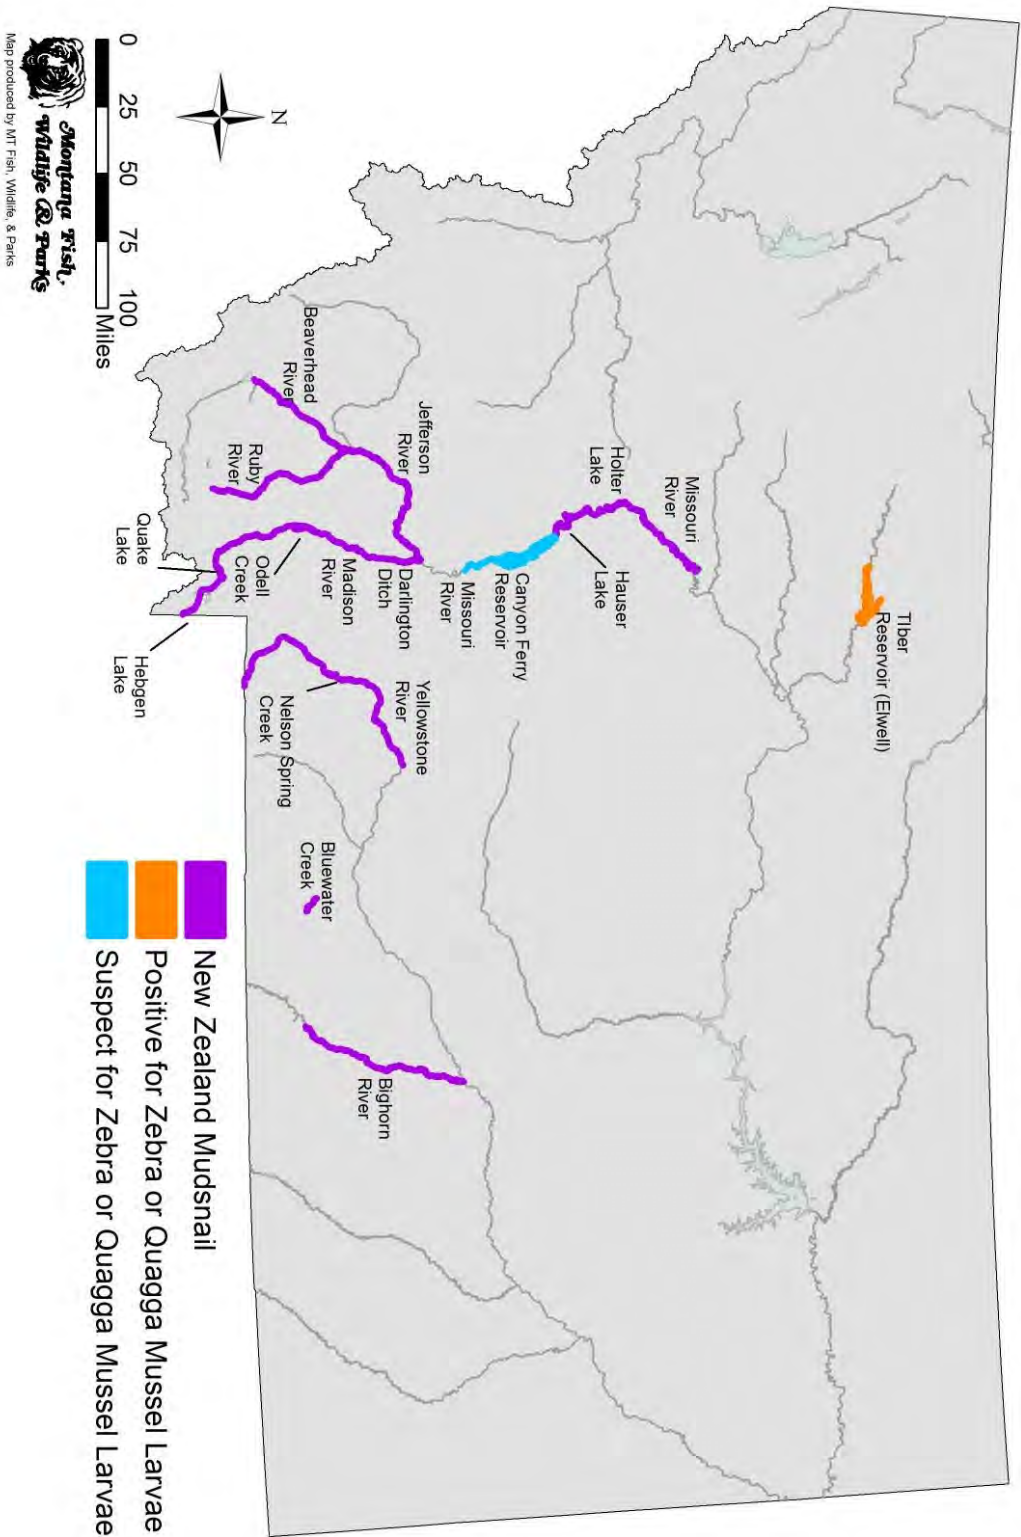 Tlber
Reservoir (Elwell)
Missouri
River
Holter
Lake
Hauser
Lake
Canyon Ferry
Reservoir
Missouri
River
Jefferson
River
Darlington
Ditch
Yellowstone
River
Madison
River
Beaverhead
River
Ruby
River
Odell
Creek
Nelson Spring
Creek
Bluewater
Creek
Bighorn
River
Quake
Lake
Hebgen
Lake
N
0 25 50 75 100
Miles
Montana Fish,
Wildlife & Parks
Map produced by MT Fish, Wildlife, & Parks
New Zealand Mudsnail
Positive for Zebra or Quagga Mussel Larvae
Suspect for Zebra or Quagga Mussel Larvae